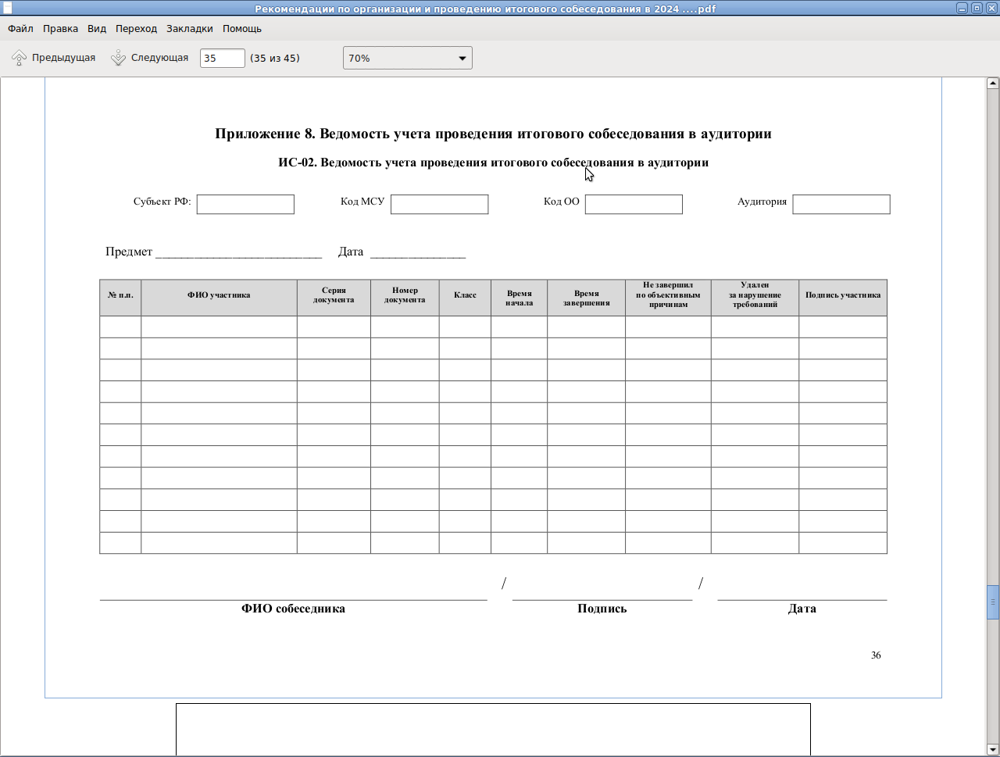 Рекомендации по организации и проведению итогового собеседования в 2024 ....pdf
Файл Правка Вид Переход Закладки Помощь
Предыдущая Следующая 35 (35 из 45) 70%
Приложение 8. Ведомость учета проведения итогового собеседования в аудитории
ИС-02. Ведомость учета проведения итогового собеседования в аудитории
Субъект РФ: Код МСУ Код ОО Аудитория
Предмет __________________________ Дата _______________
№ п.п.
ФИО участника
Серия
документа
Номер
документа
Класс
Время
начала
Время
завершения
Не завершил
по объективным
причинам
Удален
за нарушение
требований
Подпись участника
/ /
ФИО собеседника Подпись Дата
36